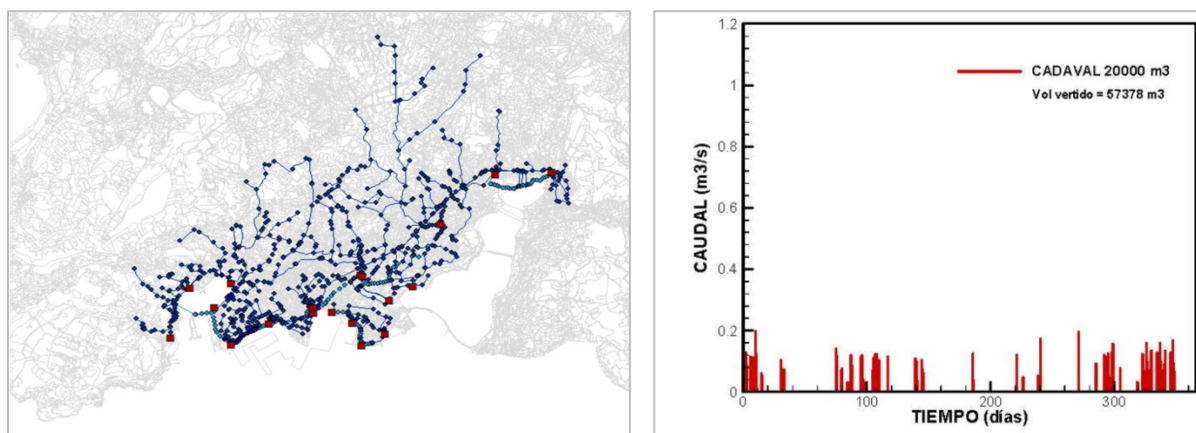 1.2
1
0.8
0.6
0.4
0.2
0
CAUDAL (m3/s)
CADAVAL 20000 m3
Vol vertido = 57378 m3
0 100 200 300
TIEMPO (días)